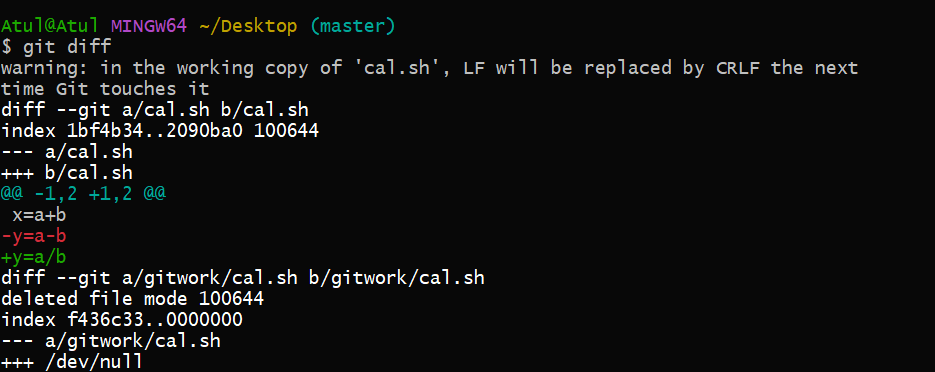 Atul@Atul MINGW64 ~/Desktop (master)
$ git diff
warning: in the working copy of 'cal.sh', LF will be replaced by CRLF the next
time Git touches it
diff --git a/cal.sh b/cal.sh
index 1bf4b34..2090ba0 100644
--- a/cal.sh
+++ b/cal.sh
@@ -1,2 +1,2 @@
 x=a+b
-y=a-b
+y=a/b
diff --git a/gitwork/cal.sh b/gitwork/cal.sh
deleted file mode 100644
index f436c33..0000000
--- a/gitwork/cal.sh
+++ /dev/null